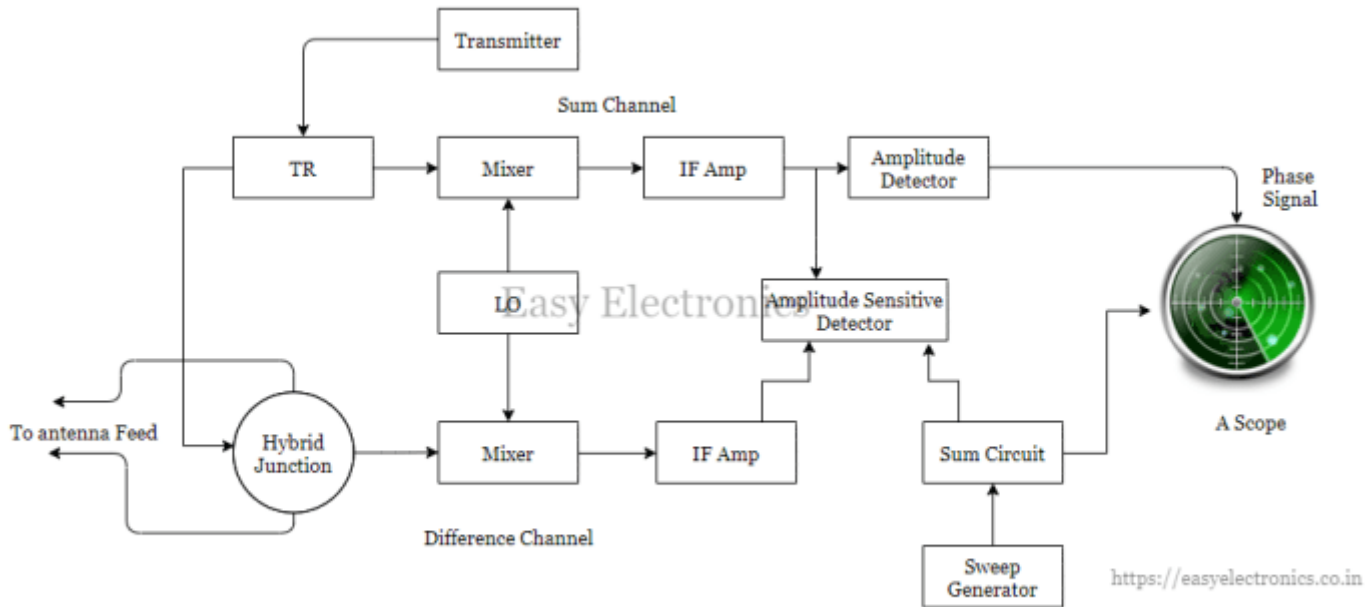 Transmitter
Sum Channel
TR
Mixer
IF Amp
Amplitude
Detector
Phase
Signal
LO
Easy Electronics
Amplitude Sensitive
Detector
To antenna Feed
Hybrid
Junction
Mixer
IF Amp
Sum Circuit
A Scope
Difference Channel
Sweep
Generator
https://easyelectronics.co.in